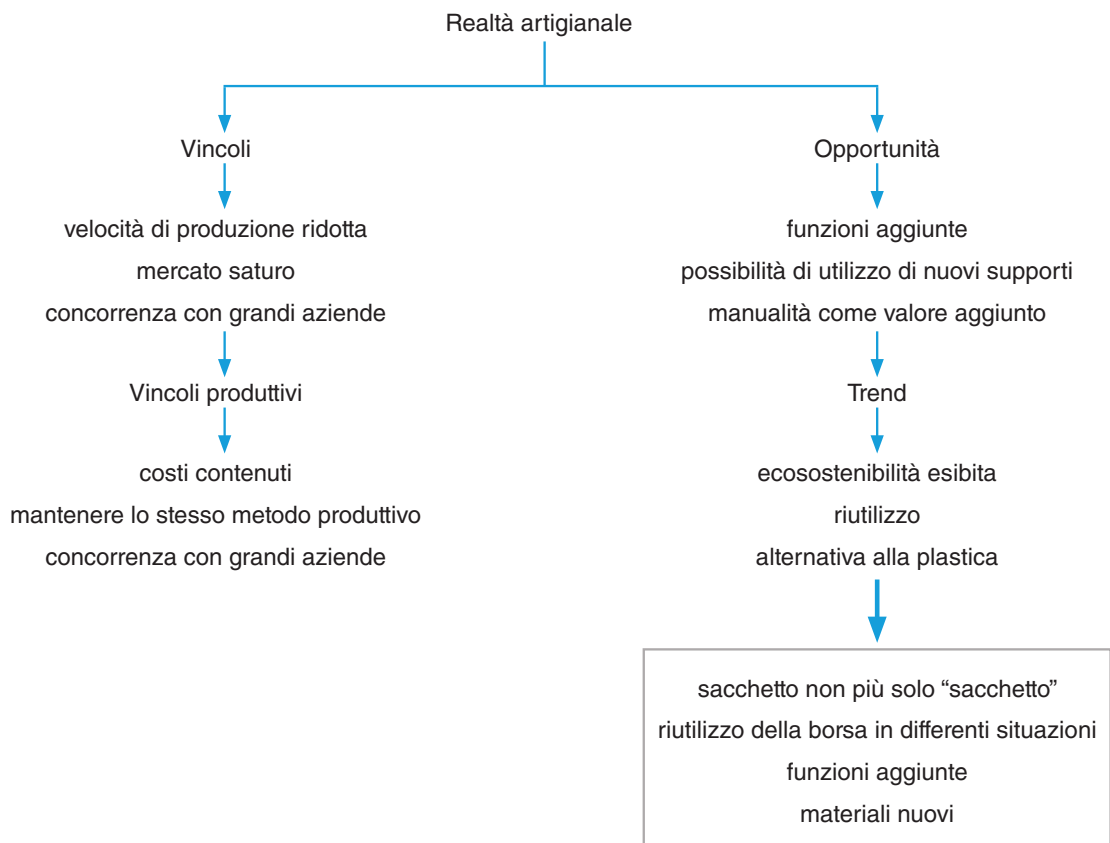 Realtà artigianale
Vincoli
velocità di produzione ridotta
mercato saturo
concorrenza con grandi aziende
Vincoli produttivi
costi contenuti
mantenere lo stesso metodo produttivo
concorrenza con grandi aziende
Opportunità
funzioni aggiunte
possibilità di utilizzo di nuovi supporti
manualità come valore aggiunto
Trend
ecosostenibilità esibita
riutilizzo
alternativa alla plastica
sacchetto non più solo “sacchetto”
riutilizzo della borsa in differenti situazioni
funzioni aggiunte
materiali nuovi